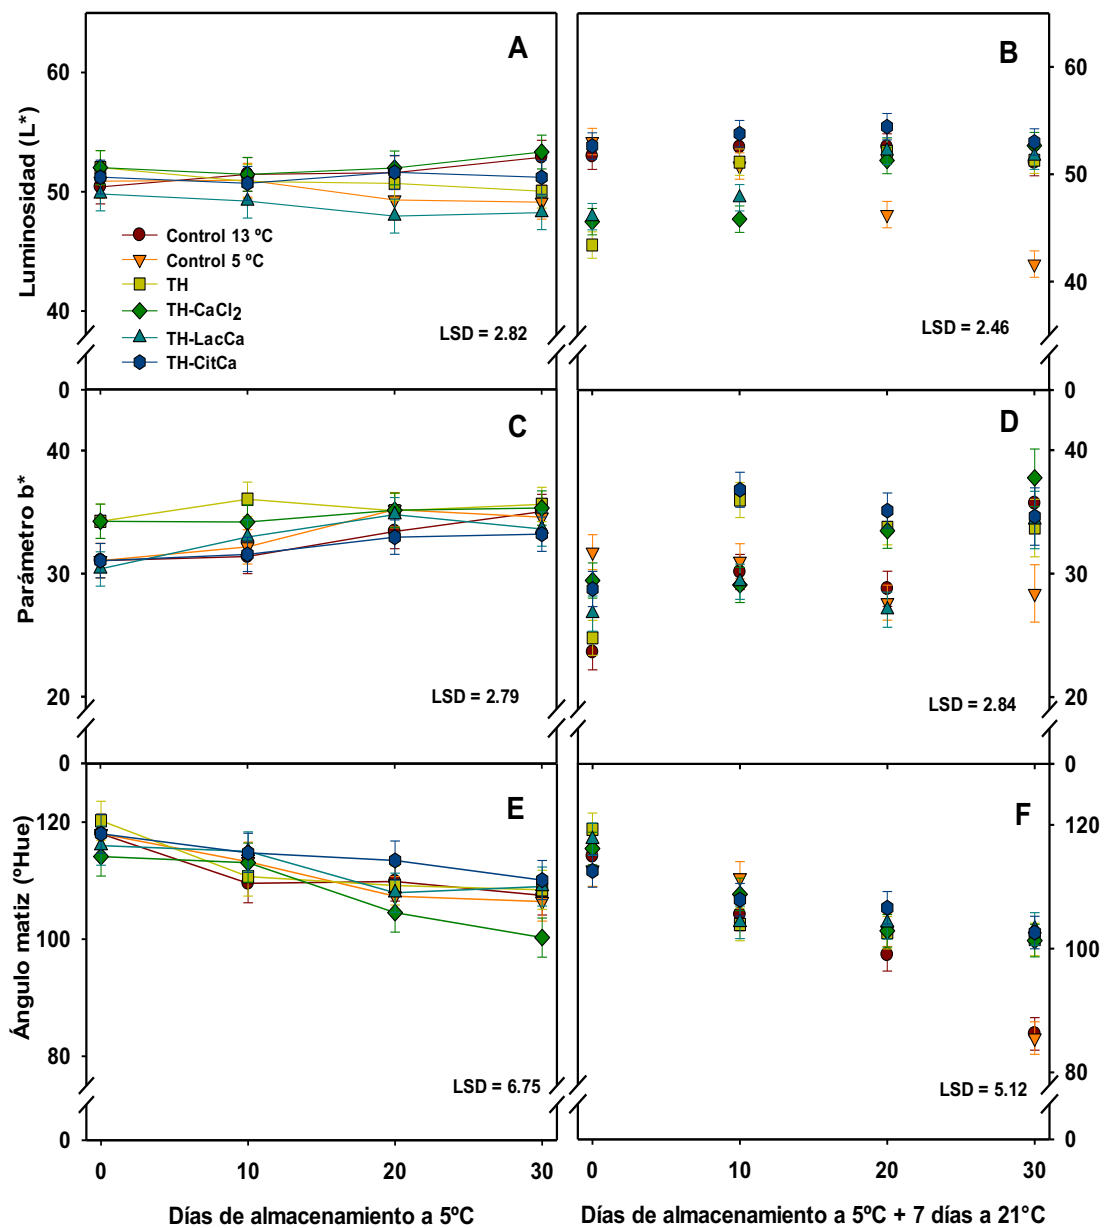 A
B
60
60
Luminosidad (L*)
50
50
Control 13 ºC
Control 5 ºC
TH
TH-CaCl2
TH-LacCa
TH-CitCa
40
40
LSD = 2.82
LSD = 2.46
0
0
C
D
40
40
Parámetro b*
30
30
20
20
LSD = 2.79
LSD = 2.84
0
0
E
F
120
120
Ángulo matiz (ºHue)
100
100
80
80
LSD = 6.75
LSD = 5.12
0
0
0 10 20 30
0 10 20 30
Días de almacenamiento a 5ºC
Días de almacenamiento a 5ºC + 7 días a 21°C